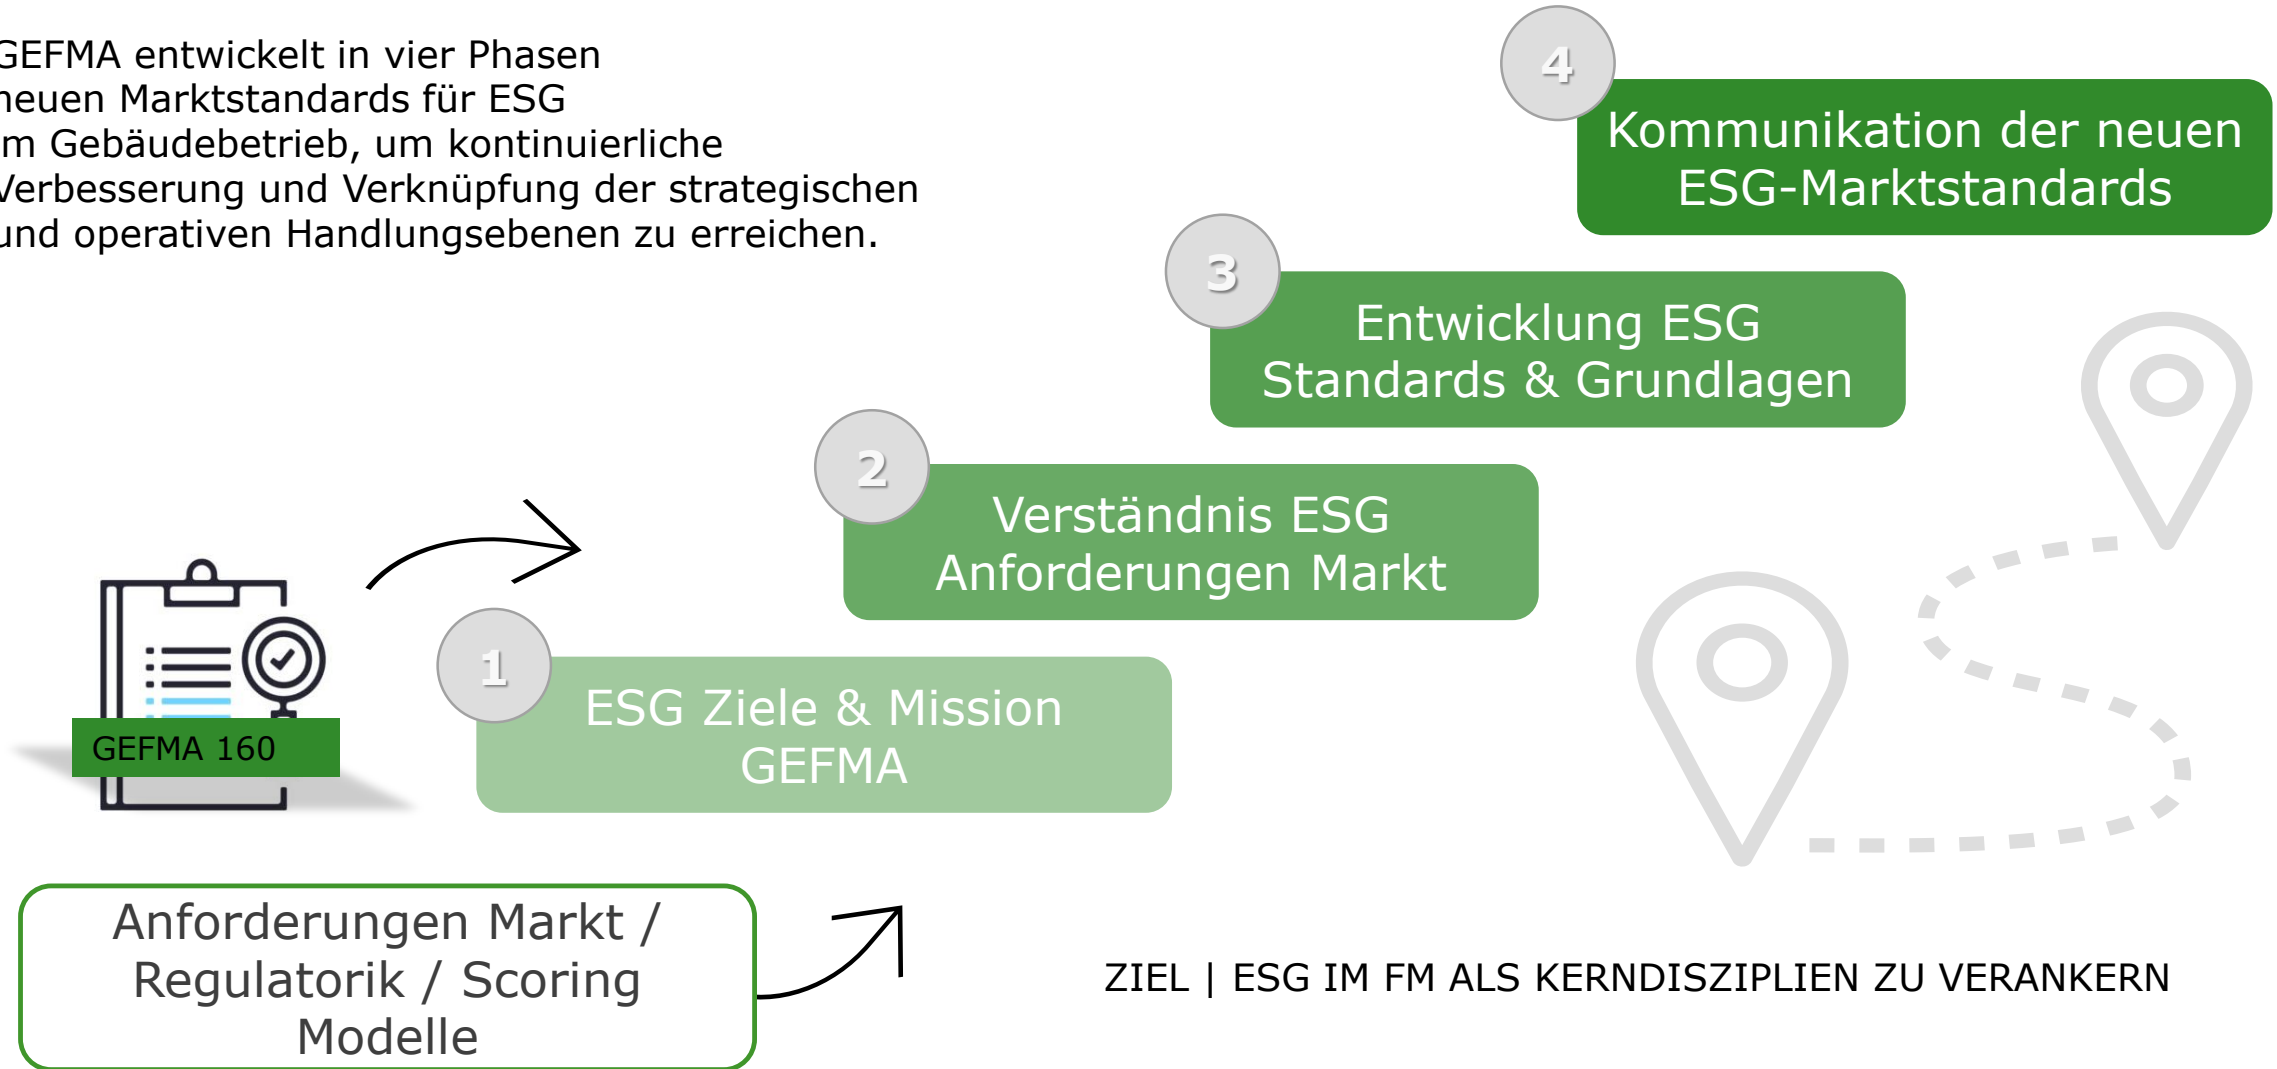 GEFMA entwickelt in vier Phasen
neuen Marktstandards für ESG
im Gebäudebetrieb, um kontinuierliche
Verbesserung und Verknüpfung der strategischen
und operativen Handlungsebenen zu erreichen.
4
Kommunikation der neuen
ESG-Marktstandards
3
Entwicklung ESG
Standards & Grundlagen
2
Verständnis ESG
Anforderungen Markt
1
ESG Ziele & Mission
GEFMA
GEFMA 160
Anforderungen Markt /
Regulatorik / Scoring
Modelle
ZIEL | ESG IM FM ALS KERNDISZIPLIEN ZU VERANKERN